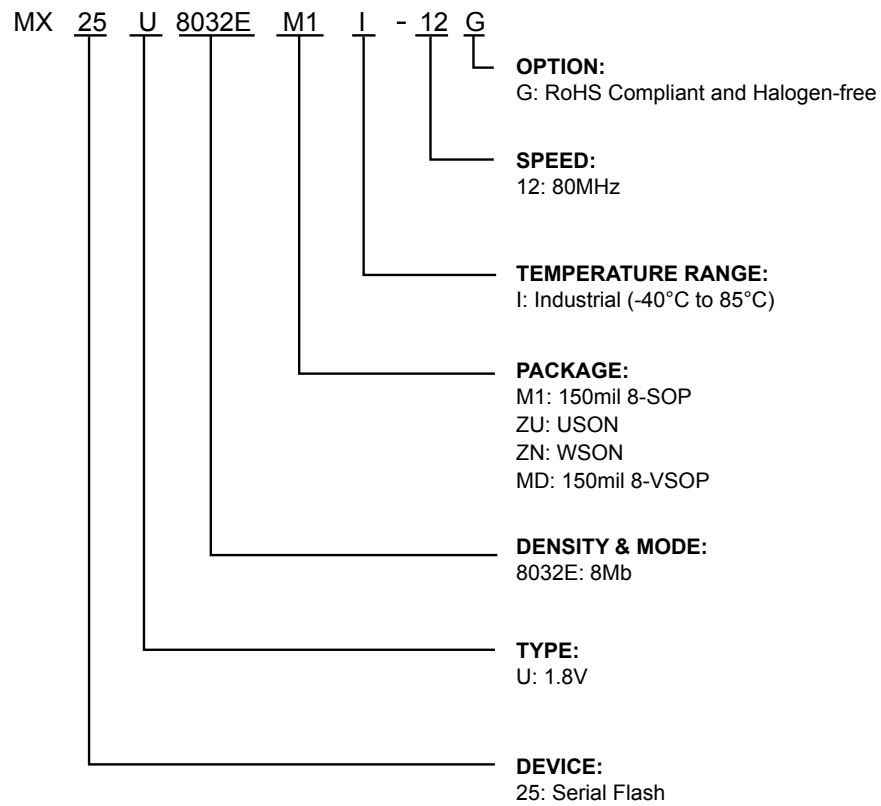 MX 25 U 8032E M1 I - 12 G
OPTION:
G: RoHS Compliant and Halogen-free
SPEED:
12: 80MHz
TEMPERATURE RANGE:
I: Industrial (-40°C to 85°C)
PACKAGE:
M1: 150mil 8-SOP
ZU: USON
ZN: WSON
MD: 150mil 8-VSOP
DENSITY & MODE:
8032E: 8Mb
TYPE:
U: 1.8V
DEVICE:
25: Serial Flash